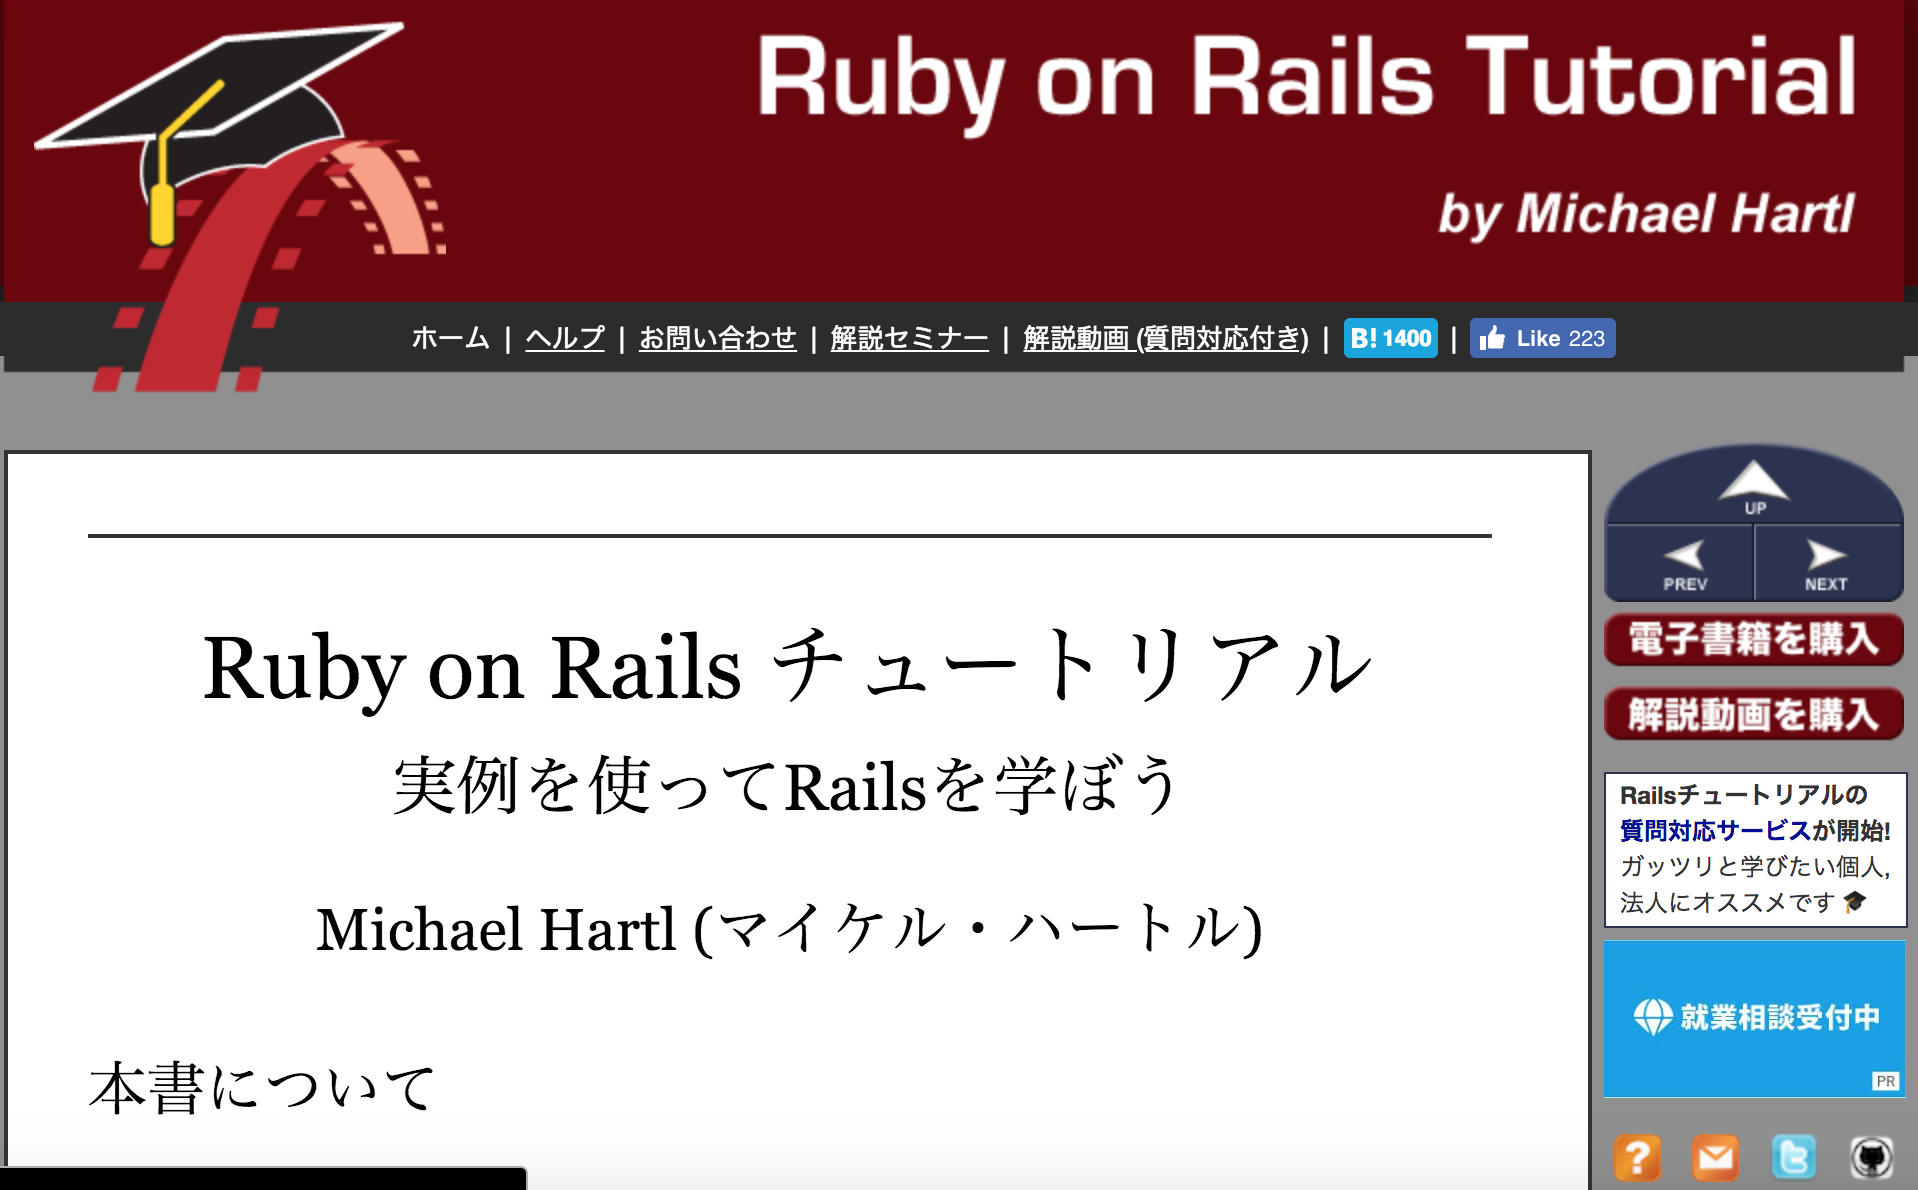 Ruby on Rails Tutorial
by Michael Hartl
ホーム | ヘルプ | お問い合わせ | 解説セミナー | 解説動画 (質問対応付き) | B! 1400 | Like 223
UP
PREV NEXT
電子書籍を購入
解説動画を購入
Railsチュートリアルの
質問対応サービスが開始!
ガッツリと学びたい個人,
法人にオススメです
就業相談受付中
PR
Ruby on Rails チュートリアル
実例を使ってRailsを学ぼう
Michael Hartl (マイケル・ハートル)
本書について